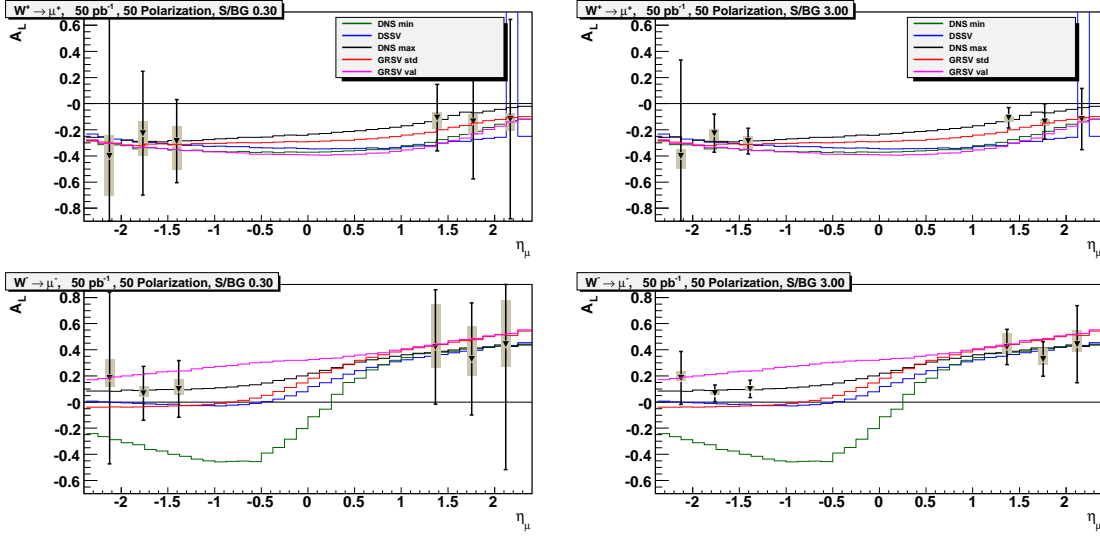 W⁺ → μ⁺, 50 pb⁻¹, 50 Polarization, S/BG 0.30
A_L
DNS min
DSSV
DNS max
GRSV std
GRSV val
0.6
0.4
0.2
-0
-0.2
-0.4
-0.6
-0.8
-2 -1.5 -1 -0.5 0 0.5 1 1.5 2
η_μ
W⁺ → μ⁺, 50 pb⁻¹, 50 Polarization, S/BG 3.00
A_L
DNS min
DSSV
DNS max
GRSV std
GRSV val
0.6
0.4
0.2
-0
-0.2
-0.4
-0.6
-0.8
-2 -1.5 -1 -0.5 0 0.5 1 1.5 2
η_μ
W⁻ → μ⁻, 50 pb⁻¹, 50 Polarization, S/BG 0.30
A_L
0.8
0.6
0.4
0.2
0
-0.2
-0.4
-0.6
-2 -1.5 -1 -0.5 0 0.5 1 1.5 2
η_μ
W⁻ → μ⁻, 50 pb⁻¹, 50 Polarization, S/BG 3.00
A_L
0.8
0.6
0.4
0.2
0
-0.2
-0.4
-0.6
-2 -1.5 -1 -0.5 0 0.5 1 1.5 2
η_μ